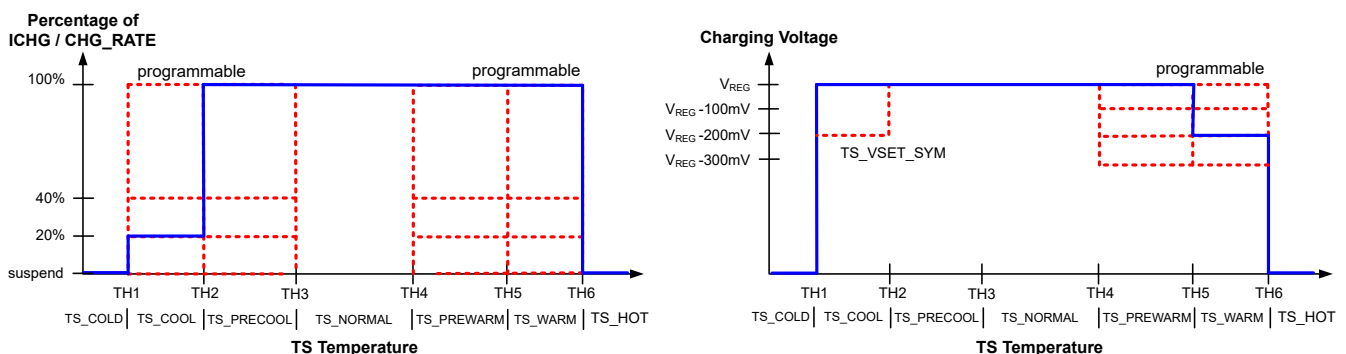 Percentage of
ICHG / CHG_RATE
programmable
programmable
100%
40%
20%
suspend
TH1 TH2 TH3 TH4 TH5 TH6
TS_COLD TS_COOL TS_PRECOOL TS_NORMAL TS_PREWARM TS_WARM TS_HOT
TS Temperature
Charging Voltage
programmable
VREG
VREG -100mV
VREG -200mV
VREG -300mV
TS_VSET_SYM
TH1 TH2 TH3 TH4 TH5 TH6
TS_COLD TS_COOL TS_PRECOOL TS_NORMAL TS_PREWARM TS_WARM TS_HOT
TS Temperature